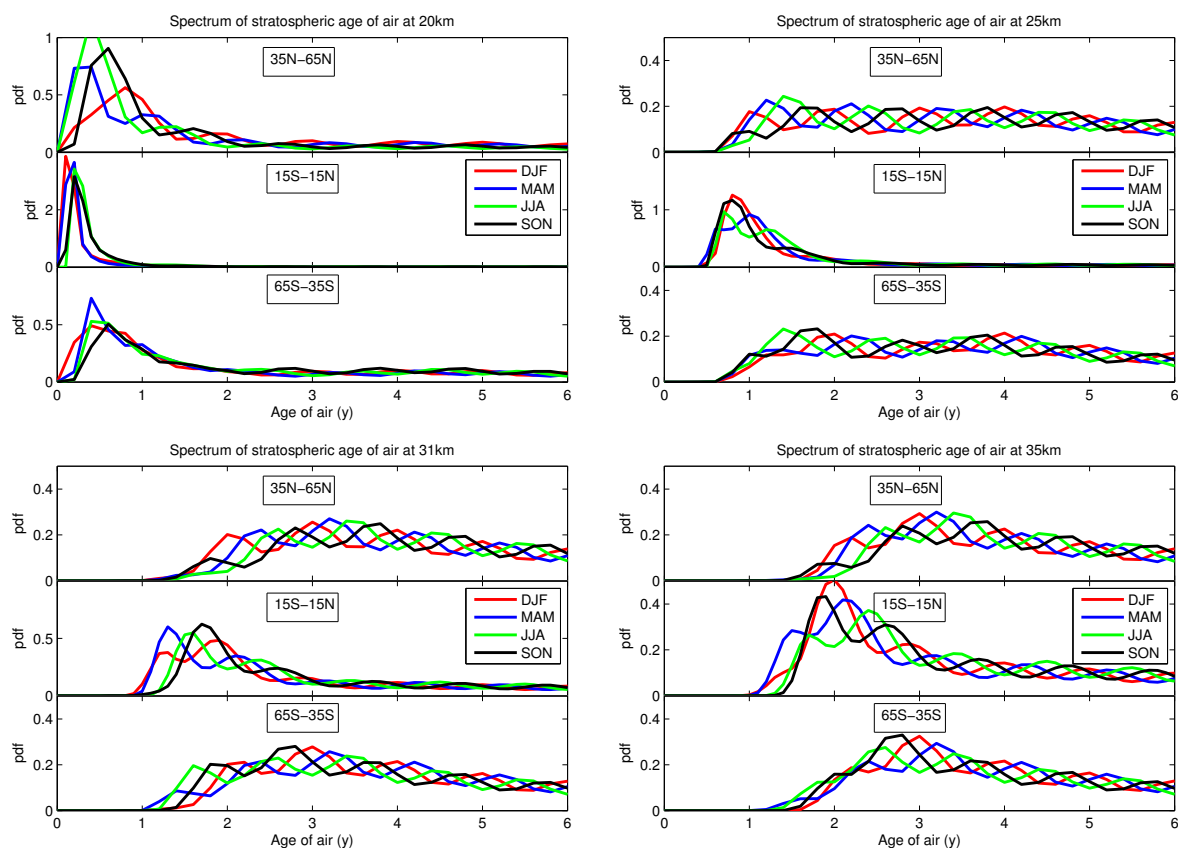 Spectrum of stratospheric age of air at 20km
1
0.5
0
pdf
35N−65N
2
0
pdf
15S−15N
DJF
MAM
JJA
SON
0.5
0
pdf
65S−35S
0 1 2 3 4 5 6
Age of air (y)
Spectrum of stratospheric age of air at 25km
0.4
0.2
0
pdf
35N−65N
1
0
pdf
15S−15N
DJF
MAM
JJA
SON
0.4
0.2
0
pdf
65S−35S
0 1 2 3 4 5 6
Age of air (y)
Spectrum of stratospheric age of air at 31km
0.4
0.2
0
pdf
35N−65N
0.5
0
pdf
15S−15N
DJF
MAM
JJA
SON
0.4
0.2
0
pdf
65S−35S
0 1 2 3 4 5 6
Age of air (y)
Spectrum of stratospheric age of air at 35km
0.4
0.2
0
pdf
35N−65N
0.4
0.2
0
pdf
15S−15N
DJF
MAM
JJA
SON
0.4
0.2
0
pdf
65S−35S
0 1 2 3 4 5 6
Age of air (y)